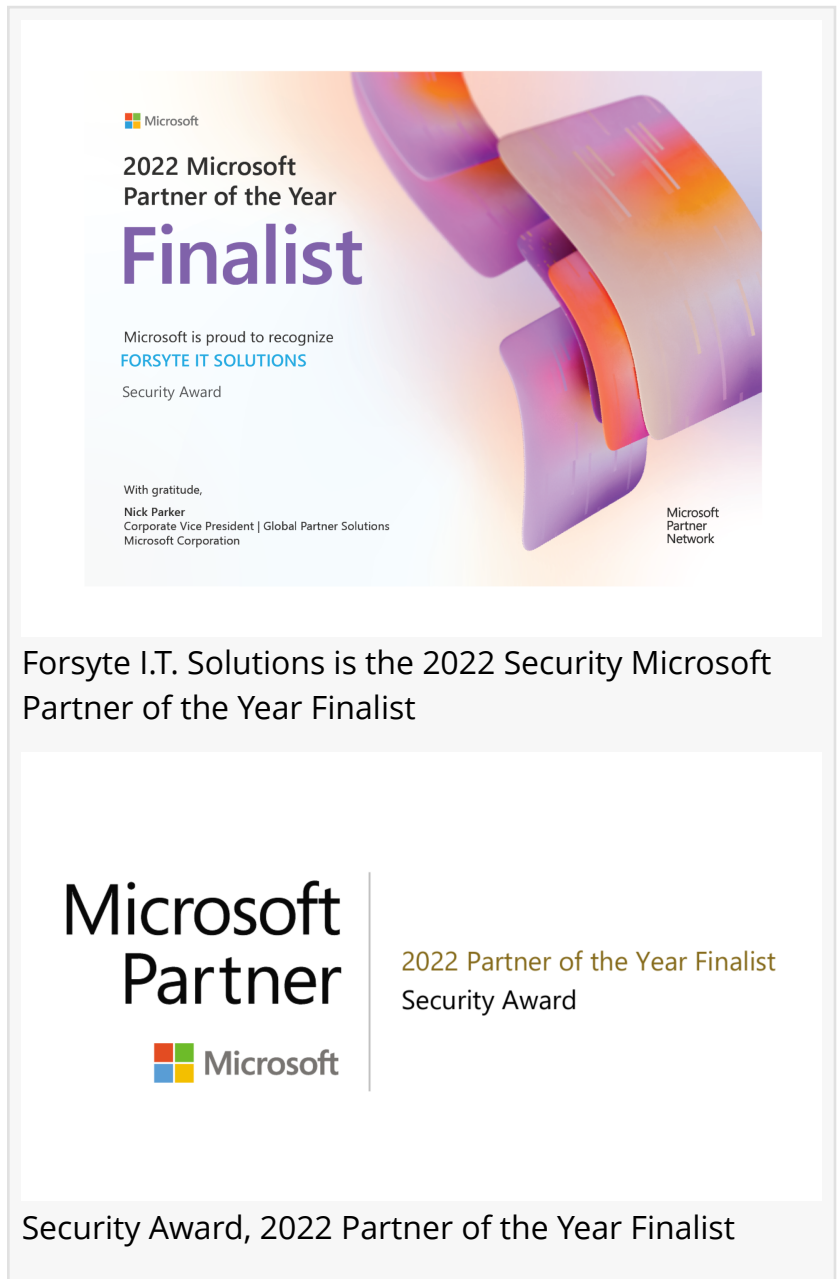 Microsoft
2022 Microsoft
Partner of the Year
Finalist
Microsoft is proud to recognize
FORSYTE IT SOLUTIONS
Security Award
With gratitude,
Nick Parker
Corporate Vice President | Global Partner Solutions
Microsoft Corporation
Microsoft
Partner
Network
Forsyte I.T. Solutions is the 2022 Security Microsoft
Partner of the Year Finalist
Microsoft
Partner
Microsoft
2022 Partner of the Year Finalist
Security Award
Security Award, 2022 Partner of the Year Finalist